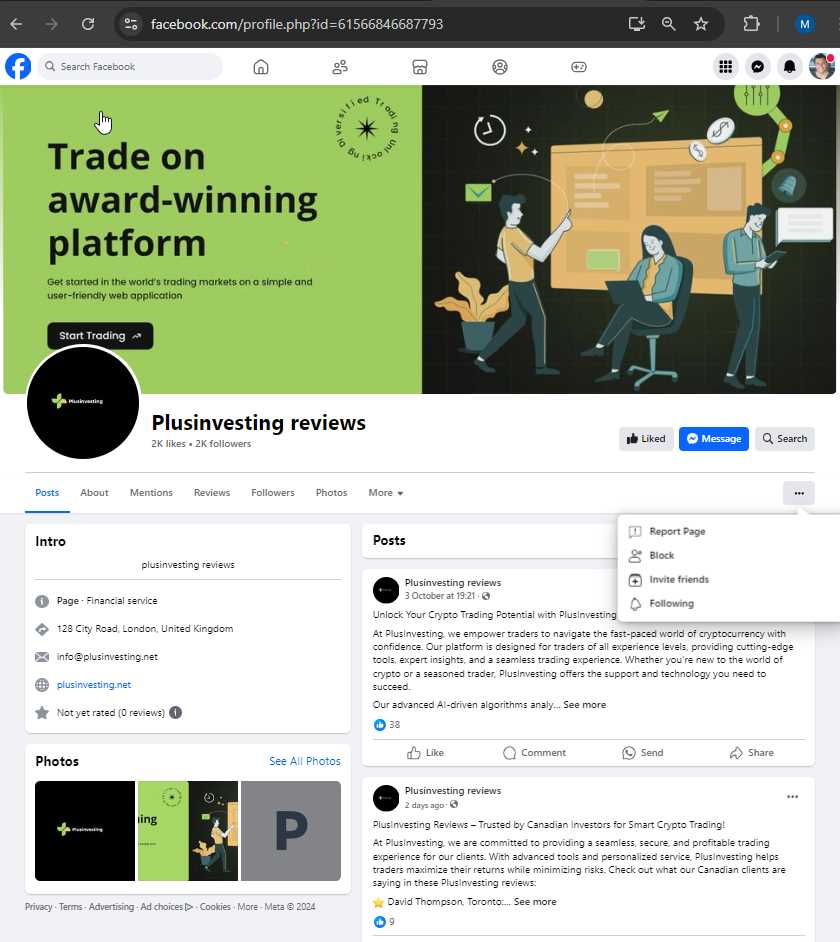 facebook.com/profile.php?id=61566846687793
M
Search Facebook
Trade on
award-winning
platform
Get started in the world's trading markets on a simple and
user-friendly web application
Start Trading
Diversified Trading Unlocking
Plusinvesting
Plusinvesting reviews
2K likes • 2K followers
Liked
Message
Search
Posts
About
Mentions
Reviews
Followers
Photos
More
Report Page
Block
Invite friends
Following
Intro
plusinvesting reviews
Page · Financial service
128 City Road, London, United Kingdom
info@plusinvesting.net
plusinvesting.net
Not yet rated (0 reviews)
Photos
See All Photos
Plusinvesting
ing
P
Privacy · Terms · Advertising · Ad choices · Cookies · More · Meta © 2024
Posts
Plusinvesting reviews
3 October at 19:21 ·
Unlock Your Crypto Trading Potential with PlusInvesting
At PlusInvesting, we empower traders to navigate the fast-paced world of cryptocurrency with
confidence. Our platform is designed for traders of all experience levels, providing cutting-edge
tools, expert insights, and a seamless trading experience. Whether you're new to the world of
crypto or a seasoned trader, PlusInvesting offers the support and technology you need to
succeed.
Our advanced AI-driven algorithms analy... See more
38
Like
Comment
Send
Share
Plusinvesting reviews
2 days ago ·
PlusInvesting Reviews – Trusted by Canadian Investors for Smart Crypto Trading!
At PlusInvesting, we are committed to providing a seamless, secure, and profitable trading
experience for our clients. With advanced tools and personalized service, PlusInvesting helps
traders maximize their returns while minimizing risks. Check out what our Canadian clients are
saying in these PlusInvesting reviews:
⭐ David Thompson, Toronto:... See more
9